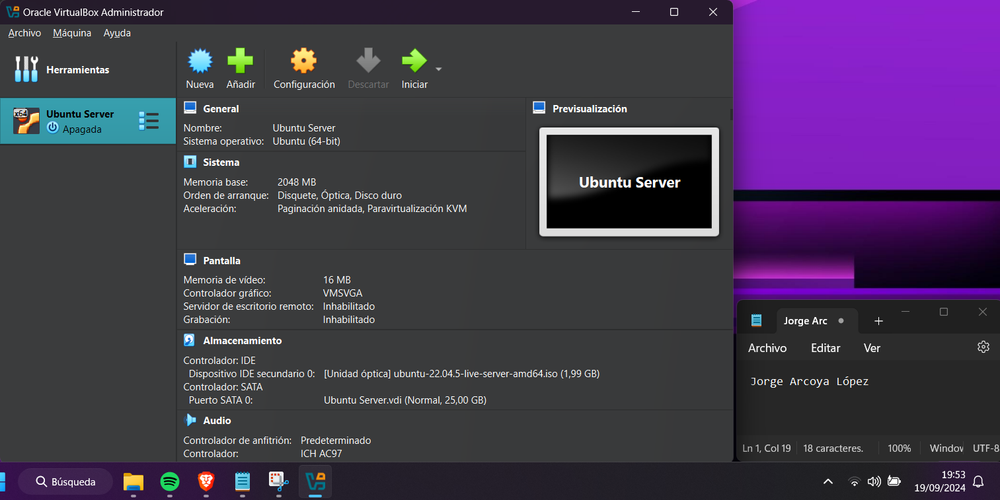 Oracle VirtualBox Administrador
Archivo Máquina Ayuda
Herramientas
Nueva Añadir Configuración Descartar Iniciar
x64
Ubuntu Server
Apagada
General
Nombre: Ubuntu Server
Sistema operativo: Ubuntu (64-bit)
Sistema
Memoria base: 2048 MB
Orden de arranque: Disquete, Óptica, Disco duro
Aceleración: Paginación anidada, Paravirtualización KVM
Previsualización
Ubuntu Server
Pantalla
Memoria de vídeo: 16 MB
Controlador gráfico: VMSVGA
Servidor de escritorio remoto: Inhabilitado
Grabación: Inhabilitado
Almacenamiento
Controlador: IDE
Dispositivo IDE secundario 0: [Unidad óptica] ubuntu-22.04.5-live-server-amd64.iso (1,99 GB)
Controlador: SATA
Puerto SATA 0: Ubuntu Server.vdi (Normal, 25,00 GB)
Audio
Controlador de anfitrión: Predeterminado
Controlador: ICH AC97
Jorge Arc
Archivo Editar Ver
Jorge Arcoya López
Ln 1, Col 19 18 caracteres. 100% Windov UTF-8
Búsqueda
19:53
19/09/2024